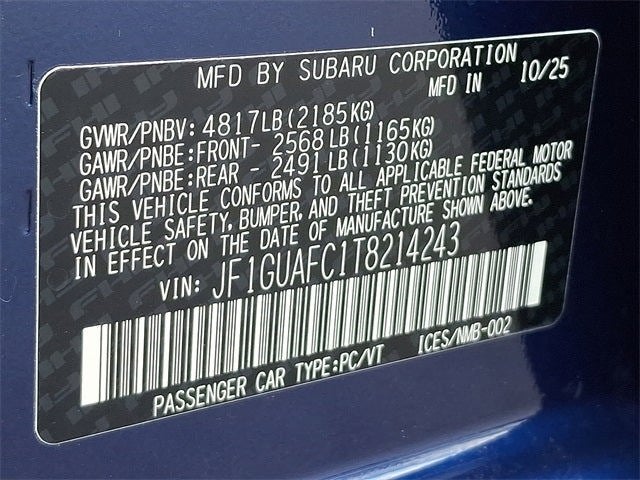 MFD BY SUBARU CORPORATION
MFD IN 10/25
GVWR/PNBV: 4817LB(2185KG)
GAWR/PNBE:FRONT- 2568LB(1165KG)
GAWR/PNBE:REAR - 2491LB(1130KG)
THIS VEHICLE CONFORMS TO ALL APPLICABLE FEDERAL MOTOR
VEHICLE SAFETY, BUMPER, AND THEFT PREVENTION STANDARDS
IN EFFECT ON THE DATE OF MANUFACTURE SHOWN ABOVE.
VIN: JF1GUAFC1T8214243
ICES/NMB-002
PASSENGER CAR TYPE:PC/VT